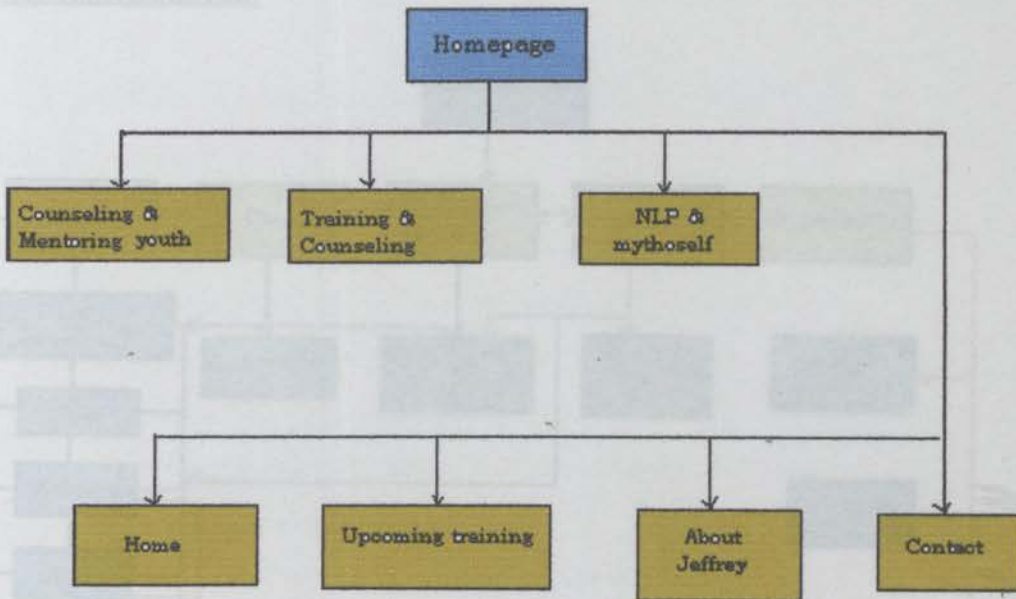 Homepage
Counseling &
Mentoring youth
Training &
Counseling
NLP &
mythoself
Home
Upcoming training
About
Jeffrey
Contact